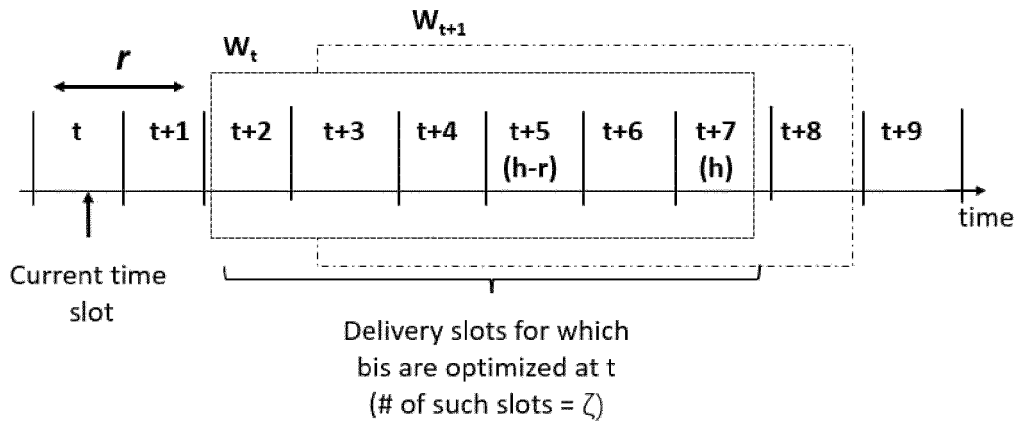 W_{t+1}
W_t
r
t t+1 t+2 t+3 t+4 t+5 t+6 t+7 t+8 t+9
(h-r) (h)
time
Current time
slot
Delivery slots for which
bis are optimized at t
(# of such slots = ζ)